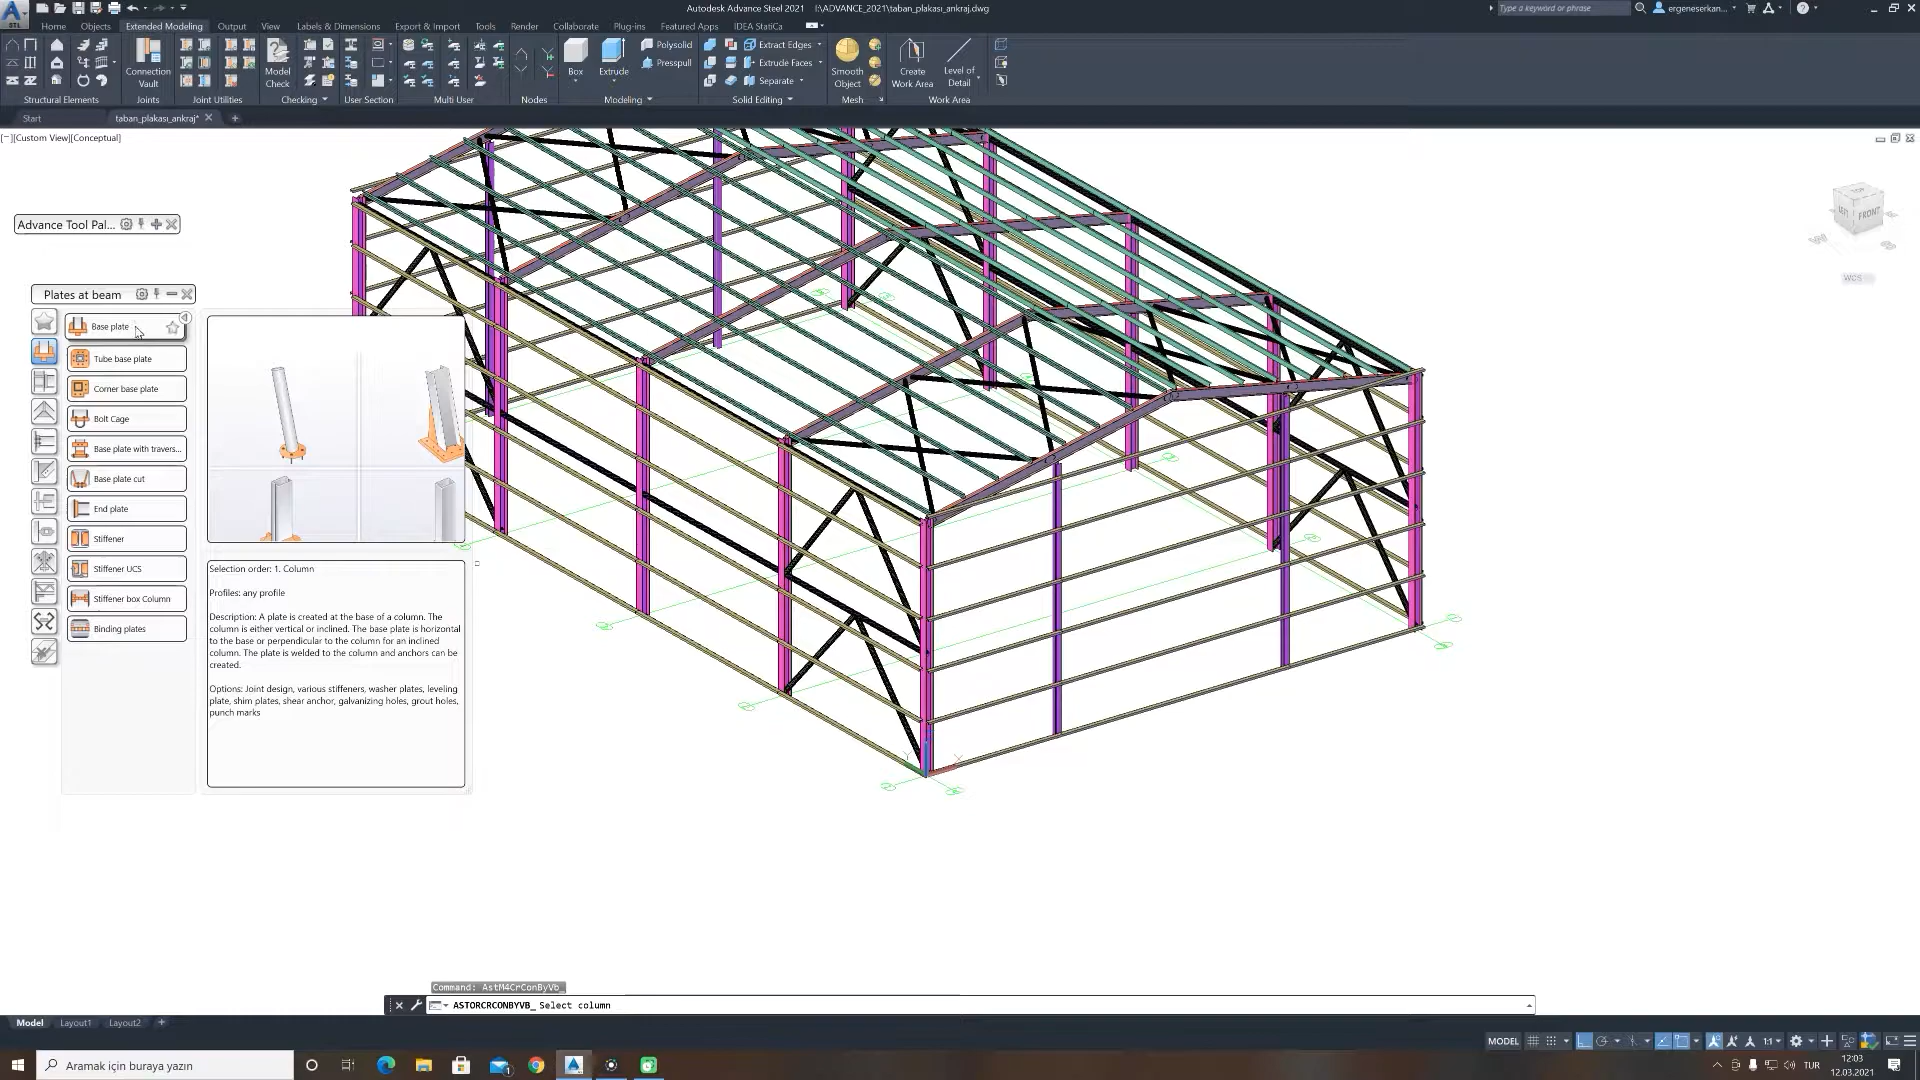 Autodesk Advance Steel 2021   I:\ADVANCE_2021\taban_plakası_ankraj.dwg
Type a keyword or phrase
ergeneserkan...
Home Objects Extended Modeling Output View Labels & Dimensions Export & Import Tools Render Collaborate Plug-ins Featured Apps IDEA StatiCa
Connection Vault
Model Check
Box
Extrude
Polysolid
Presspull
Extract Edges
Extrude Faces
Separate
Smooth Object
Create Work Area
Level of Detail
Structural Elements Joints Joint Utilities Checking User Section Multi User Nodes Modeling Solid Editing Mesh Work Area
Start taban_plakası_ankraj*
[−][Custom View][Conceptual]
TOP
LEFT
FRONT
W
S
WCS
Advance Tool Pal...
Plates at beam
Base plate
Tube base plate
Corner base plate
Bolt Cage
Base plate with travers...
Base plate cut
End plate
Stiffener
Stiffener UCS
Stiffener box Column
Binding plates
Selection order: 1. Column
Profiles: any profile
Description: A plate is created at the base of a column. The
column is either vertical or inclined. The base plate is horizontal
to the base or perpendicular to the column for an inclined
column. The plate is welded to the column and anchors can be
created.
Options: Joint design, various stiffeners, washer plates, leveling
plate, shim plates, shear anchor, galvanizing holes, grout holes,
punch marks
Y
X
Command: AstM4CrConByVb_
ASTORCRCONBYVB_ Select column
Model Layout1 Layout2
MODEL
1:1
Aramak için buraya yazın
TUR
12:03
12.03.2021